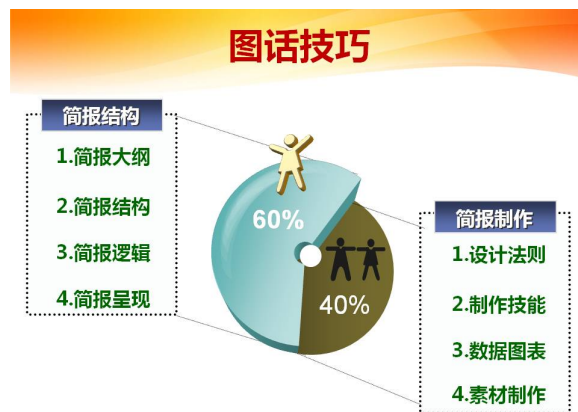 图话技巧
简报结构
1.简报大纲
2.简报结构
3.简报逻辑
4.简报呈现
60%
40%
简报制作
1.设计法则
2.制作技能
3.数据图表
4.素材制作